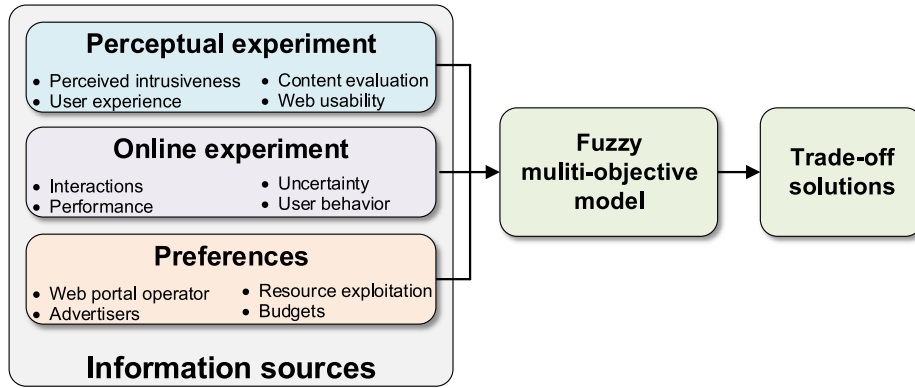 Perceptual experiment
• Perceived intrusiveness
• User experience
• Content evaluation
• Web usability
Online experiment
• Interactions
• Performance
• Uncertainty
• User behavior
Preferences
• Web portal operator
• Advertisers
• Resource exploitation
• Budgets
Information sources
Fuzzy
muliti-objective
model
Trade-off
solutions